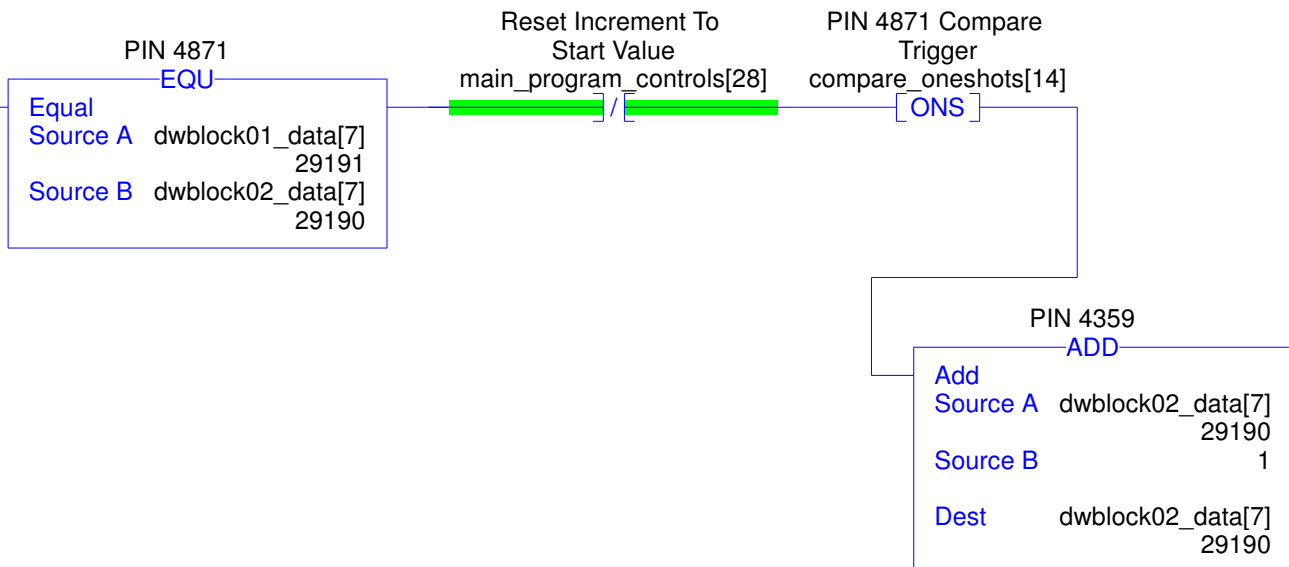 PIN 4871
EQU
Equal
Source A dwblock01_data[7]
29191
Source B dwblock02_data[7]
29190
Reset Increment To
Start Value
main_program_controls[28]
/
PIN 4871 Compare
Trigger
compare_oneshots[14]
ONS
PIN 4359
ADD
Add
Source A dwblock02_data[7]
29190
Source B 1
Dest dwblock02_data[7]
29190